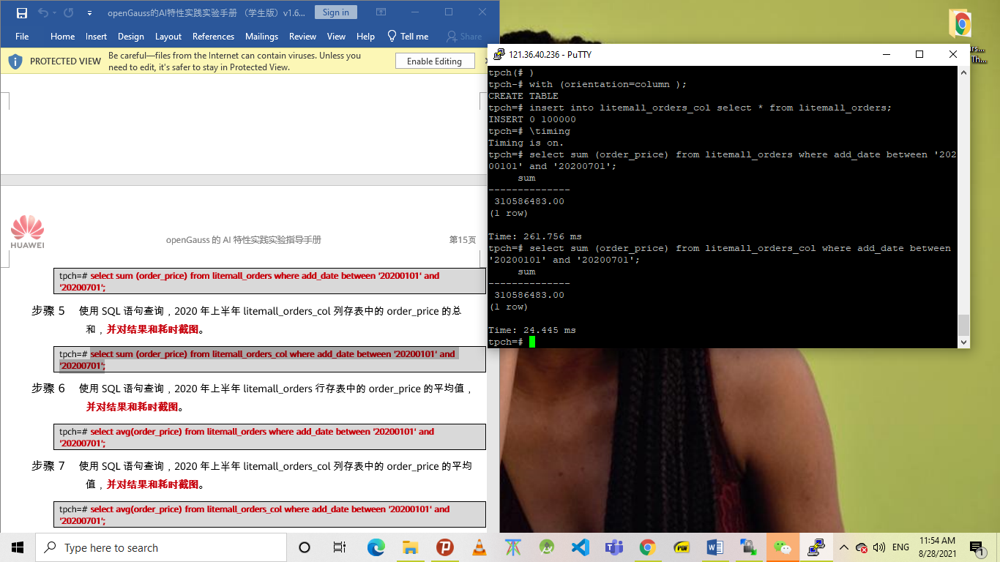 openGauss的AI特性实践实验手册 （学生版）v1.6...
Sign in
File Home Insert Design Layout References Mailings Review View Help Tell me Share
PROTECTED VIEW
Be careful—files from the Internet can contain viruses. Unless you
need to edit, it's safer to stay in Protected View.
Enable Editing
HUAWEI
openGauss 的 AI 特性实践实验指导手册
第15页
tpch=# select sum (order_price) from litemall_orders where add_date between '20200101' and
'20200701';
步骤 5 使用 SQL 语句查询，2020 年上半年 litemall_orders_col 列存表中的 order_price 的总
和，并对结果和耗时截图。
tpch=# select sum (order_price) from litemall_orders_col where add_date between '20200101' and
'20200701';
步骤 6 使用 SQL 语句查询，2020 年上半年 litemall_orders 行存表中的 order_price 的平均值，
并对结果和耗时截图。
tpch=# select avg(order_price) from litemall_orders where add_date between '20200101' and
'20200701';
步骤 7 使用 SQL 语句查询，2020 年上半年 litemall_orders_col 列存表中的 order_price 的平均
值，并对结果和耗时截图。
tpch=# select avg(order_price) from litemall_orders_col where add_date between '20200101' and
'20200701';
121.36.40.236 - PuTTY
tpch(# )
tpch-# with (orientation=column );
CREATE TABLE
tpch=# insert into litemall_orders_col select * from litemall_orders;
INSERT 0 100000
tpch=# \timing
Timing is on.
tpch=# select sum (order_price) from litemall_orders where add_date between '202
00101' and '20200701';
sum
--------------
310586483.00
(1 row)
Time: 261.756 ms
tpch=# select sum (order_price) from litemall_orders_col where add_date between
'20200101' and '20200701';
sum
--------------
310586483.00
(1 row)
Time: 24.445 ms
tpch=#
Type here to search
PDF
ENG
11:54 AM
8/28/2021
1